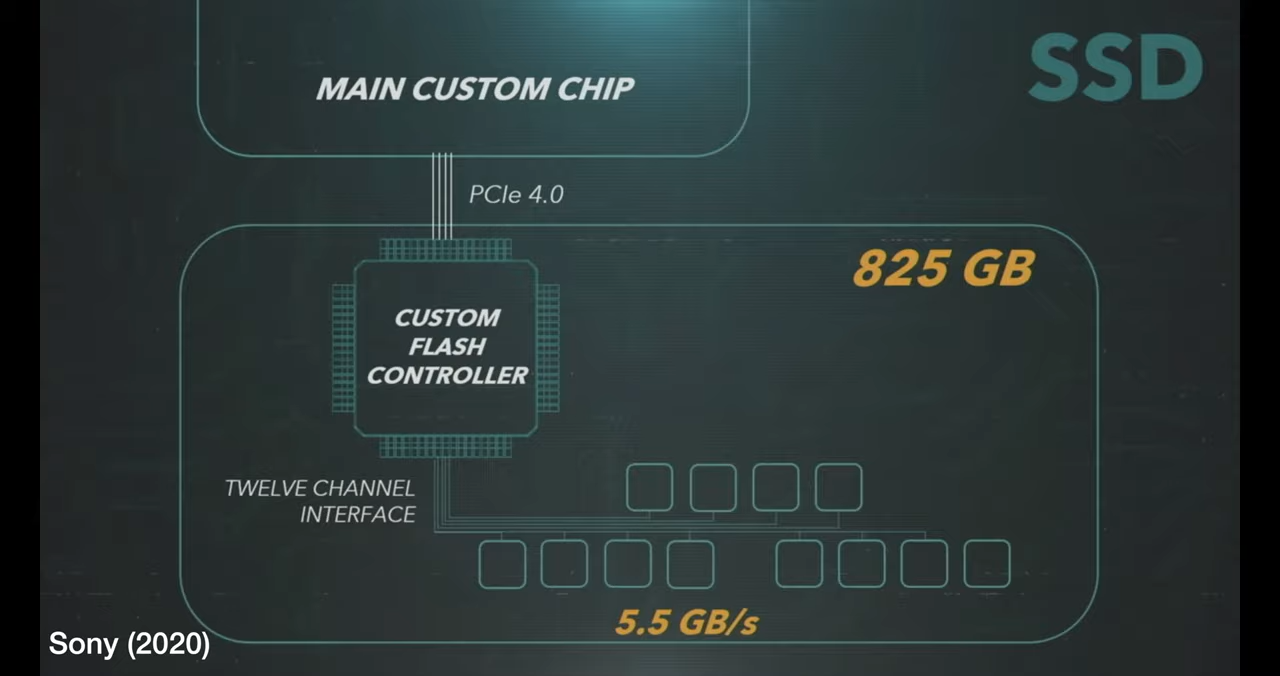 SSD
MAIN CUSTOM CHIP
PCIe 4.0
825 GB
CUSTOM
FLASH
CONTROLLER
TWELVE CHANNEL
INTERFACE
5.5 GB/s
Sony (2020)